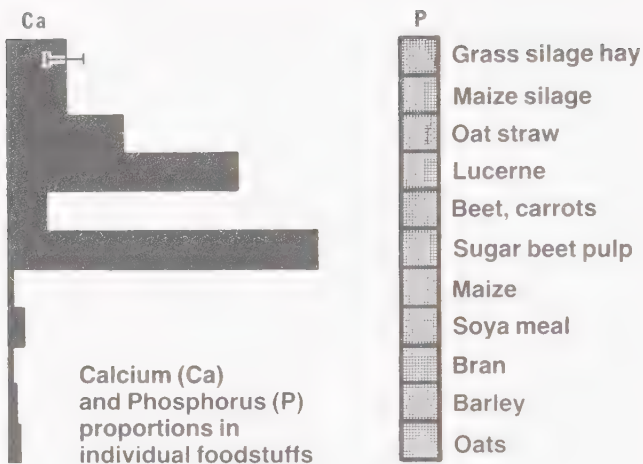 Ca
P
Grass silage hay
Maize silage
Oat straw
Lucerne
Beet, carrots
Sugar beet pulp
Maize
Soya meal
Bran
Barley
Oats
Calcium (Ca)
and Phosphorus (P)
proportions in
individual foodstuffs